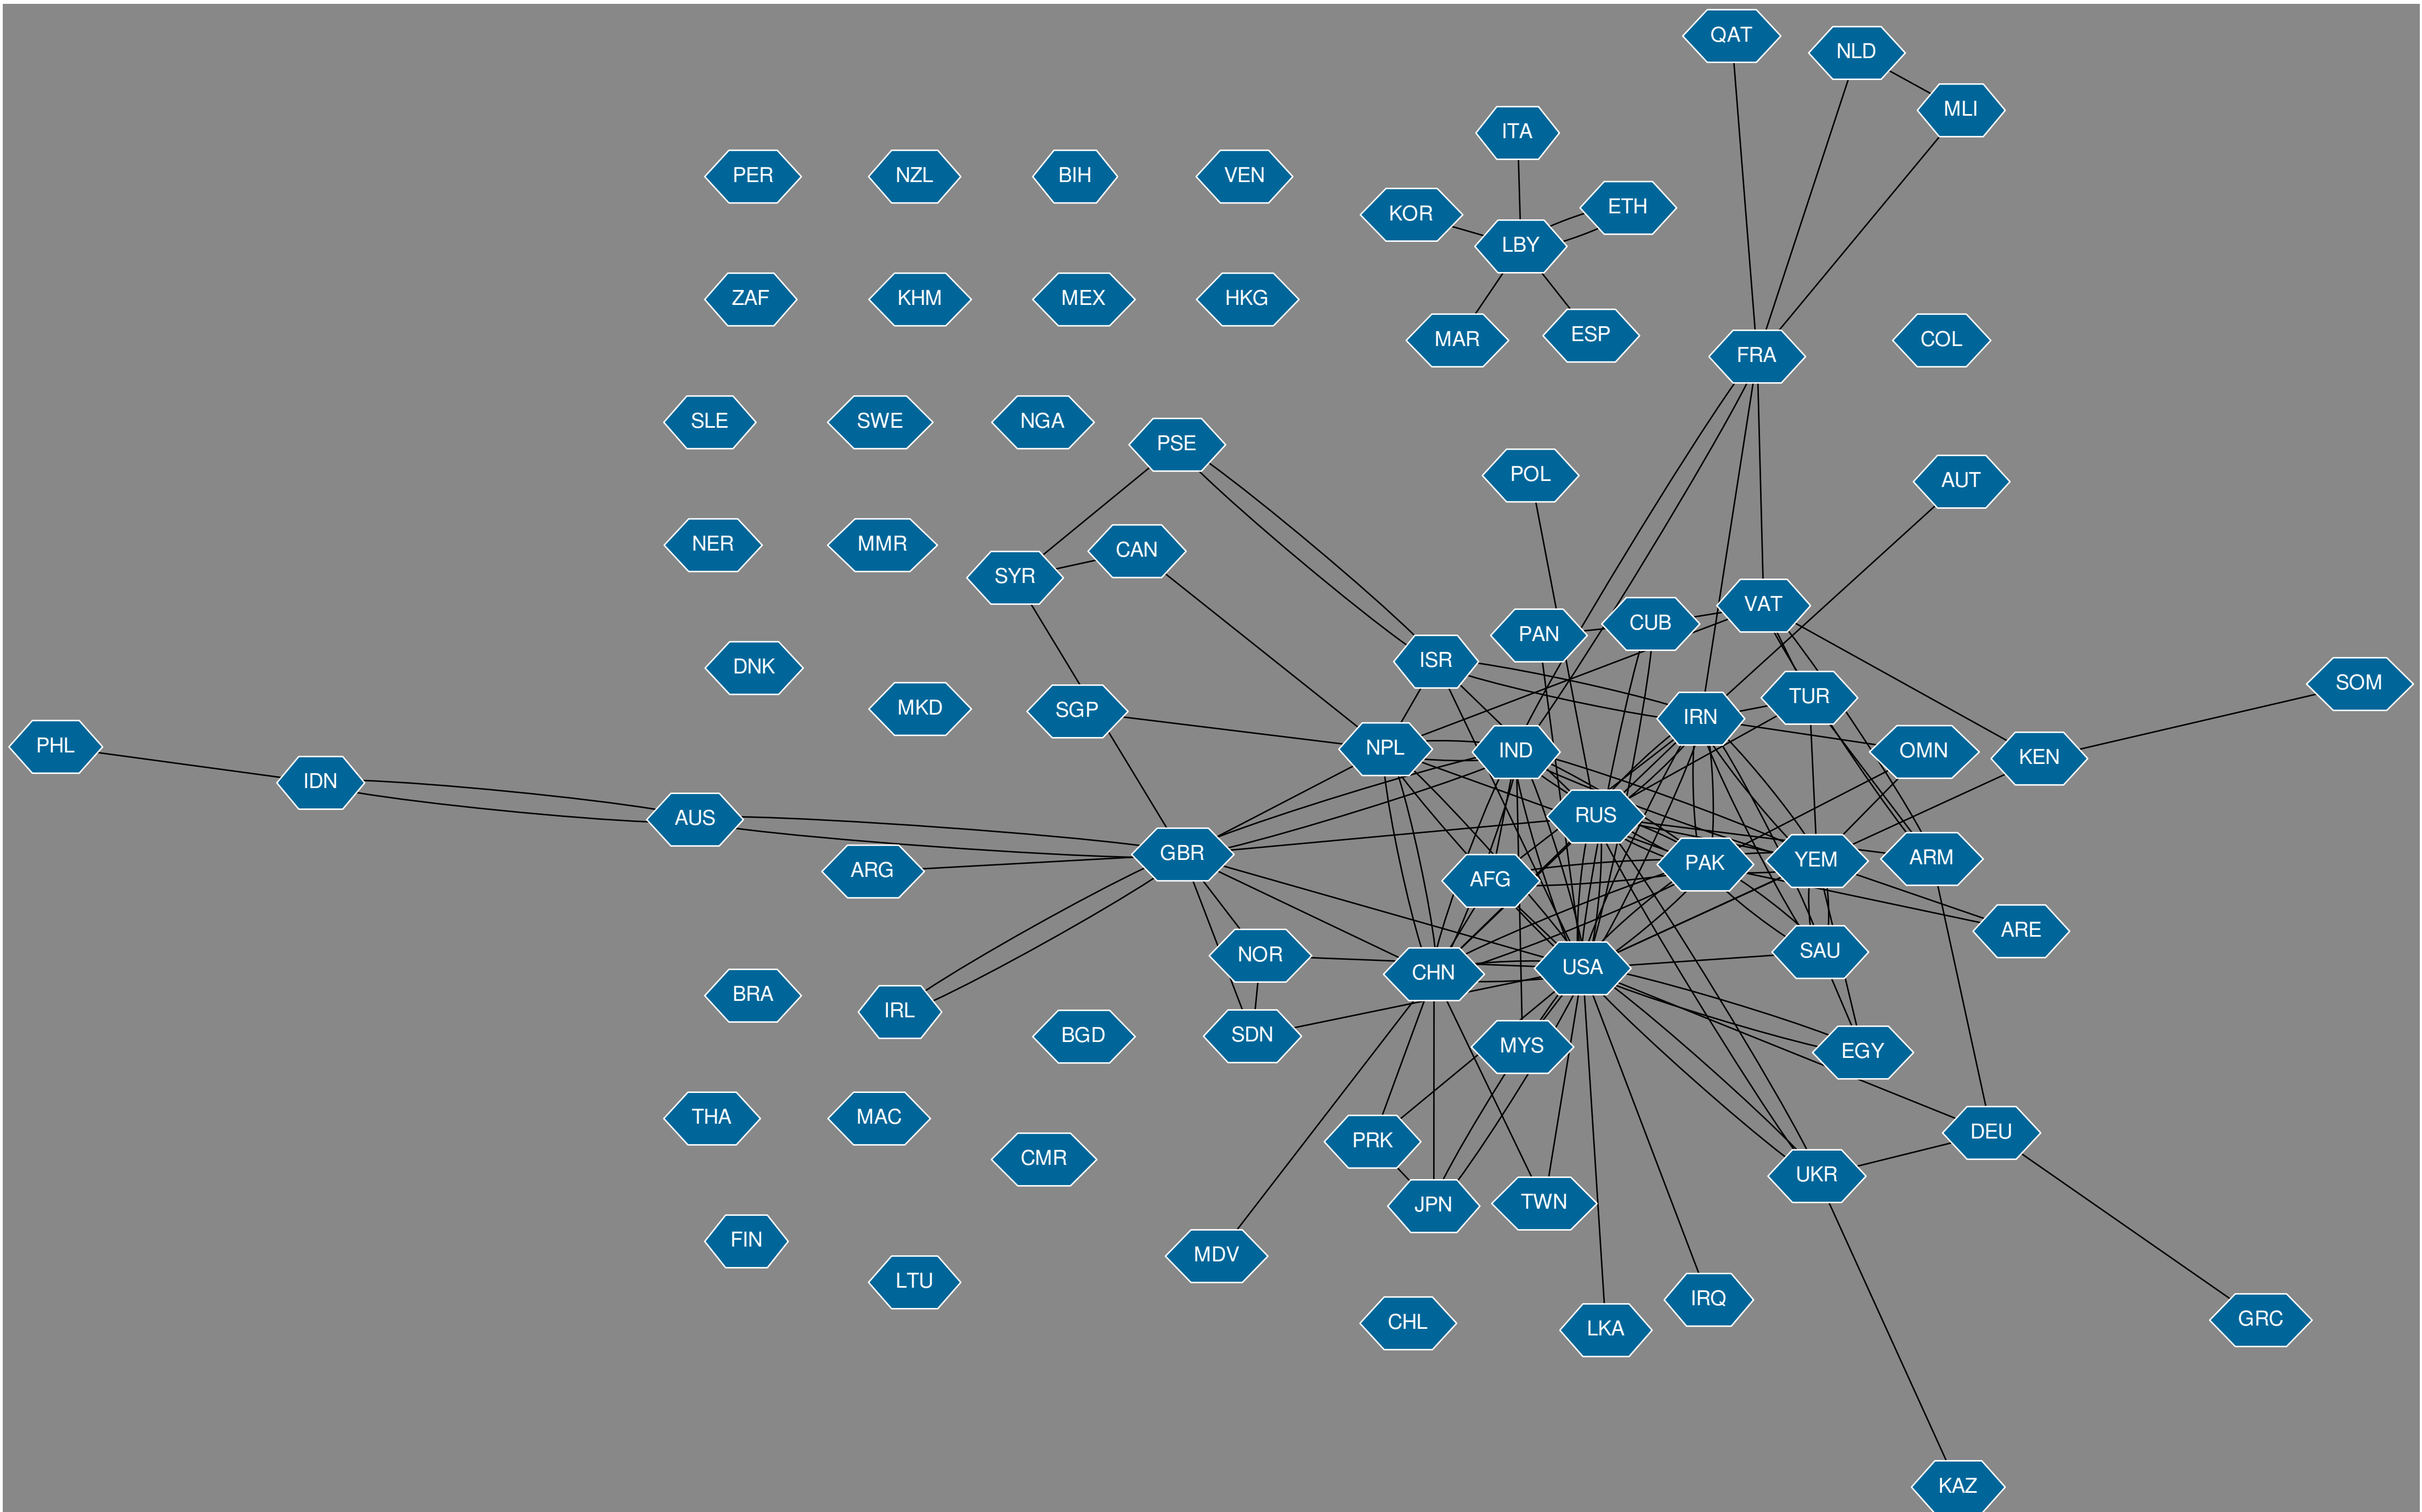 QAT
NLD
MLI
ITA
PER
NZL
BIH
VEN
KOR
ETH
LBY
ZAF
KHM
MEX
HKG
MAR
ESP
COL
FRA
SLE
SWE
NGA
PSE
POL
AUT
NER
MMR
CAN
SYR
VAT
CUB
PAN
DNK
ISR
SOM
MKD
SGP
TUR
IRN
PHL
NPL
IND
OMN
KEN
IDN
AUS
RUS
GBR
ARM
YEM
PAK
ARG
AFG
ARE
SAU
NOR
USA
CHN
BRA
IRL
BGD
SDN
MYS
EGY
THA
MAC
DEU
PRK
CMR
UKR
TWN
JPN
FIN
MDV
LTU
IRQ
CHL
LKA
GRC
KAZ